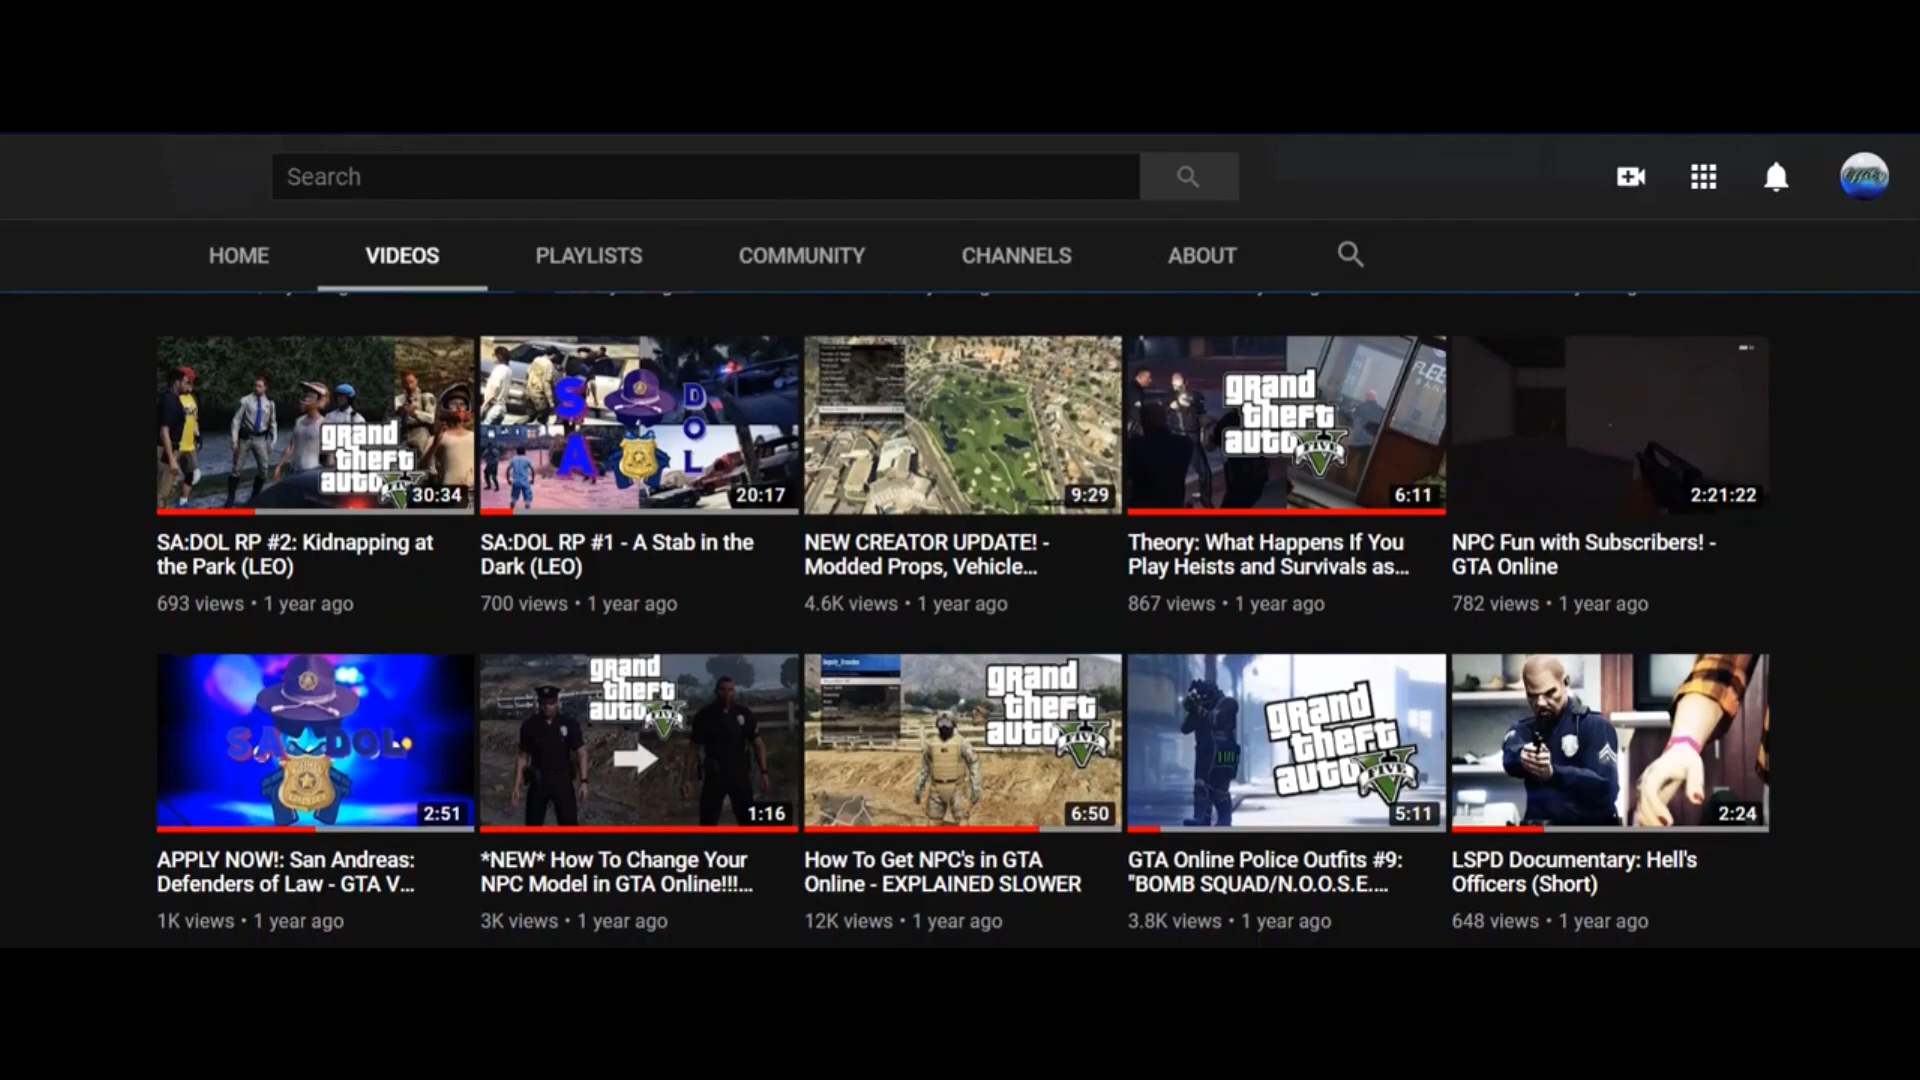 Search
HOME VIDEOS PLAYLISTS COMMUNITY CHANNELS ABOUT
grand
theft
auto
30:34
S D
O
A L
20:17
9:29
grand
theft
auto
FIVE
6:11
2:21:22
SA:DOL RP #2: Kidnapping at
the Park (LEO)
693 views • 1 year ago
SA:DOL RP #1 - A Stab in the
Dark (LEO)
700 views • 1 year ago
NEW CREATOR UPDATE! -
Modded Props, Vehicle...
4.6K views • 1 year ago
Theory: What Happens If You
Play Heists and Survivals as...
867 views • 1 year ago
NPC Fun with Subscribers! -
GTA Online
782 views • 1 year ago
SA DOL
2:51
grand
theft
auto
1:16
grand
theft
auto
FIVE
6:50
grand
theft
auto
FIVE
5:11
2:24
APPLY NOW!: San Andreas:
Defenders of Law - GTA V...
1K views • 1 year ago
*NEW* How To Change Your
NPC Model in GTA Online!!!...
3K views • 1 year ago
How To Get NPC's in GTA
Online - EXPLAINED SLOWER
12K views • 1 year ago
GTA Online Police Outfits #9:
"BOMB SQUAD/N.O.O.S.E....
3.8K views • 1 year ago
LSPD Documentary: Hell's
Officers (Short)
648 views • 1 year ago